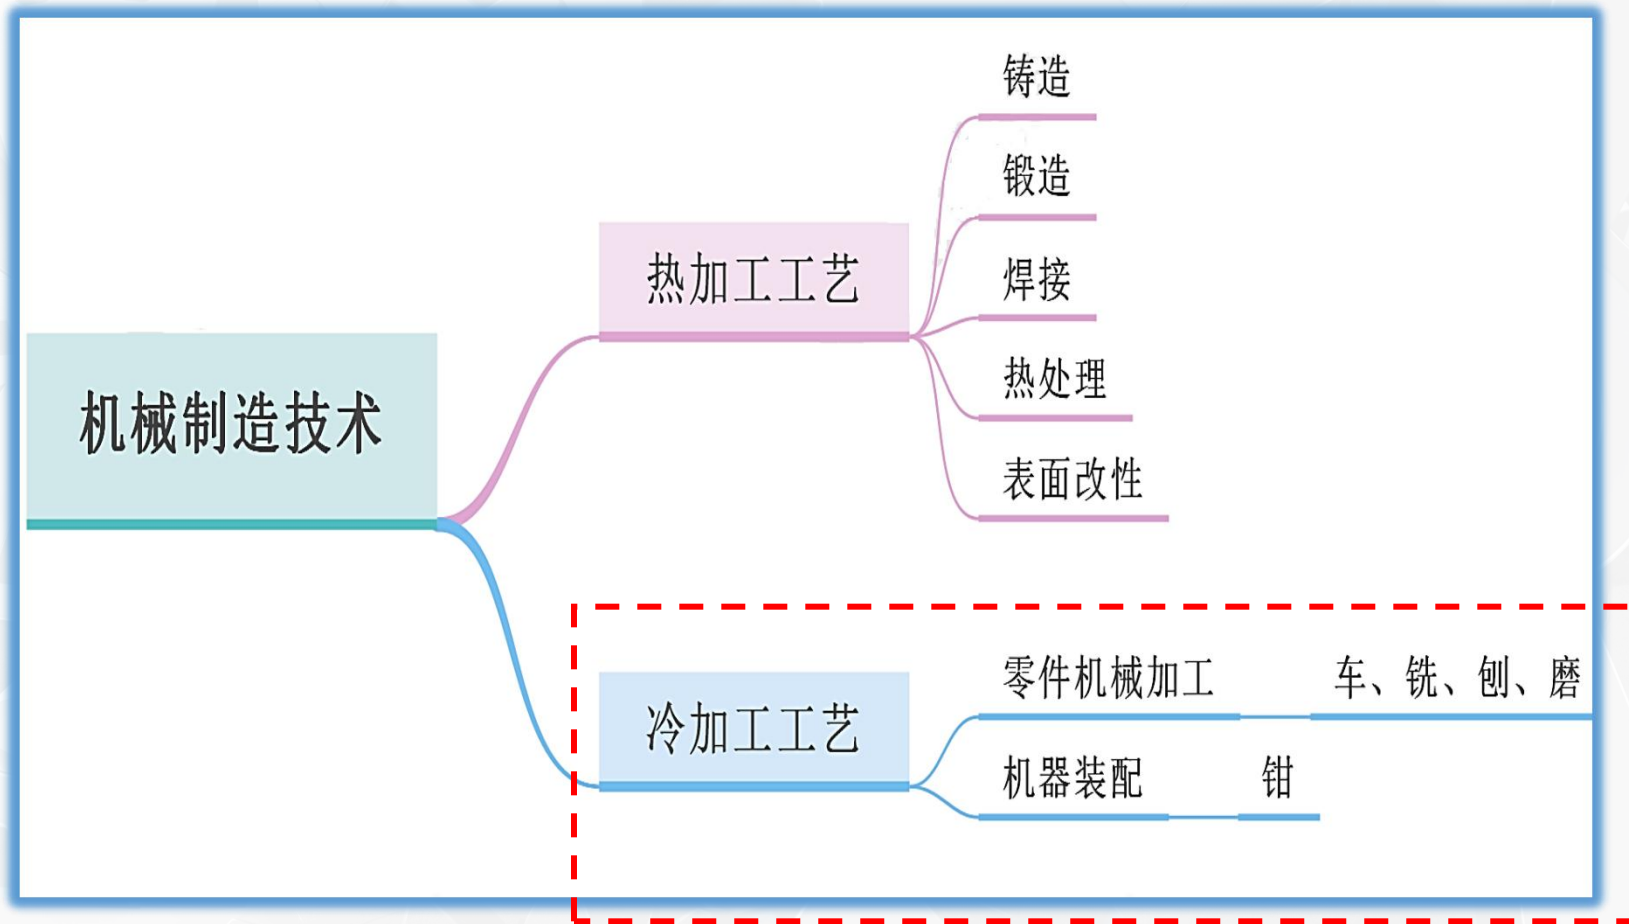 机械制造技术
热加工工艺
铸造
锻造
焊接
热处理
表面改性
冷加工工艺
零件机械加工
车、铣、刨、磨
机器装配
钳